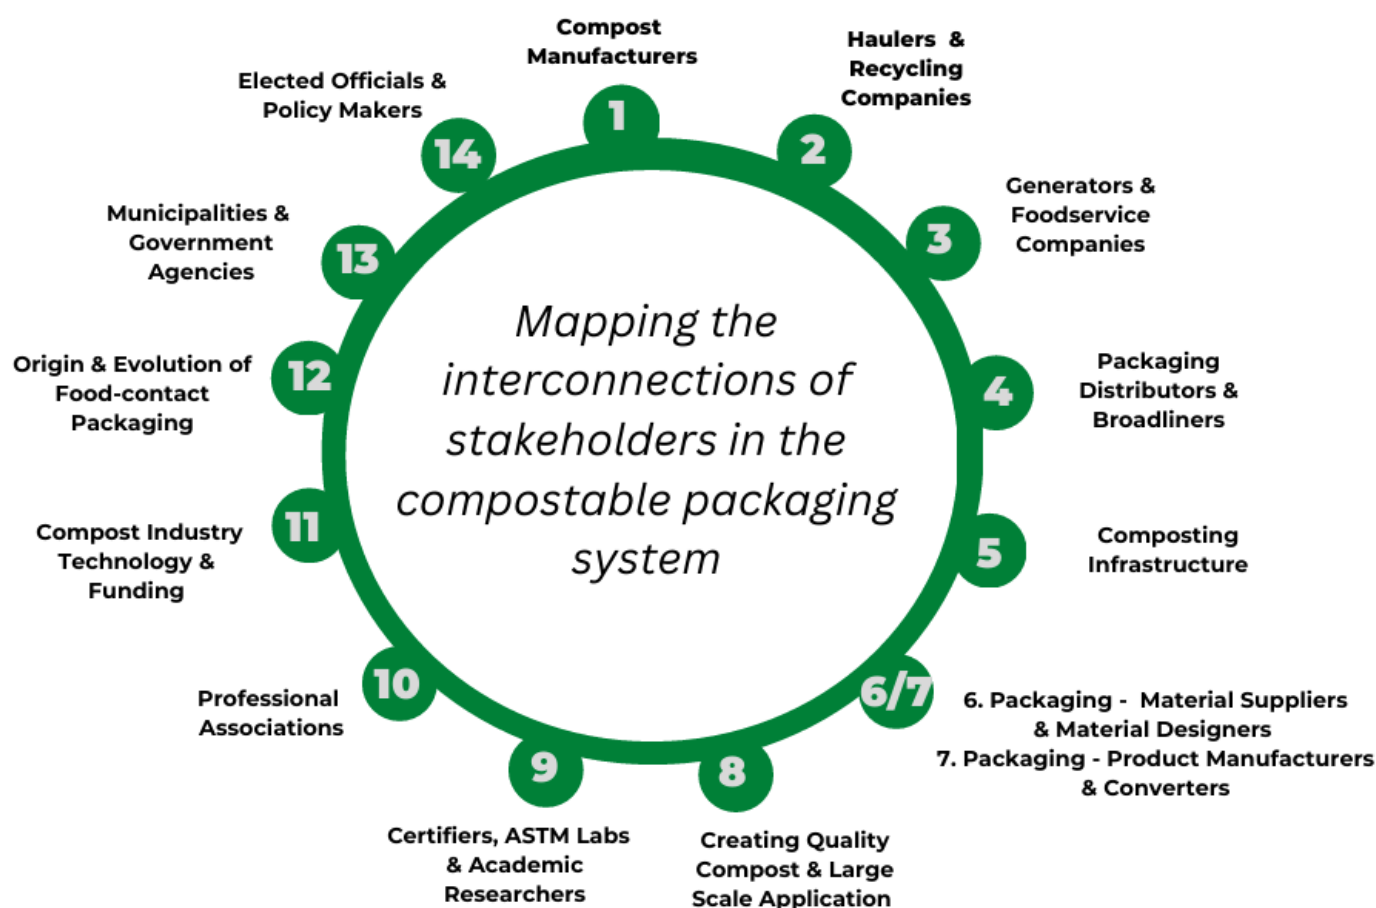 Compost
Manufacturers
1
Haulers & 
Recycling
Companies
2
Generators &
Foodservice
Companies
3
Packaging
Distributors &
Broadliners
4
Composting
Infrastructure
5
6/7
6. Packaging - Material Suppliers
& Material Designers
7. Packaging - Product Manufacturers
& Converters
8
Creating Quality
Compost & Large
Scale Application
9
Certifiers, ASTM Labs
& Academic
Researchers
10
Professional
Associations
11
Compost Industry
Technology &
Funding
12
Origin & Evolution of
Food-contact
Packaging
13
Municipalities &
Government
Agencies
14
Elected Officials &
Policy Makers
Mapping the
interconnections of
stakeholders in the
compostable packaging
system